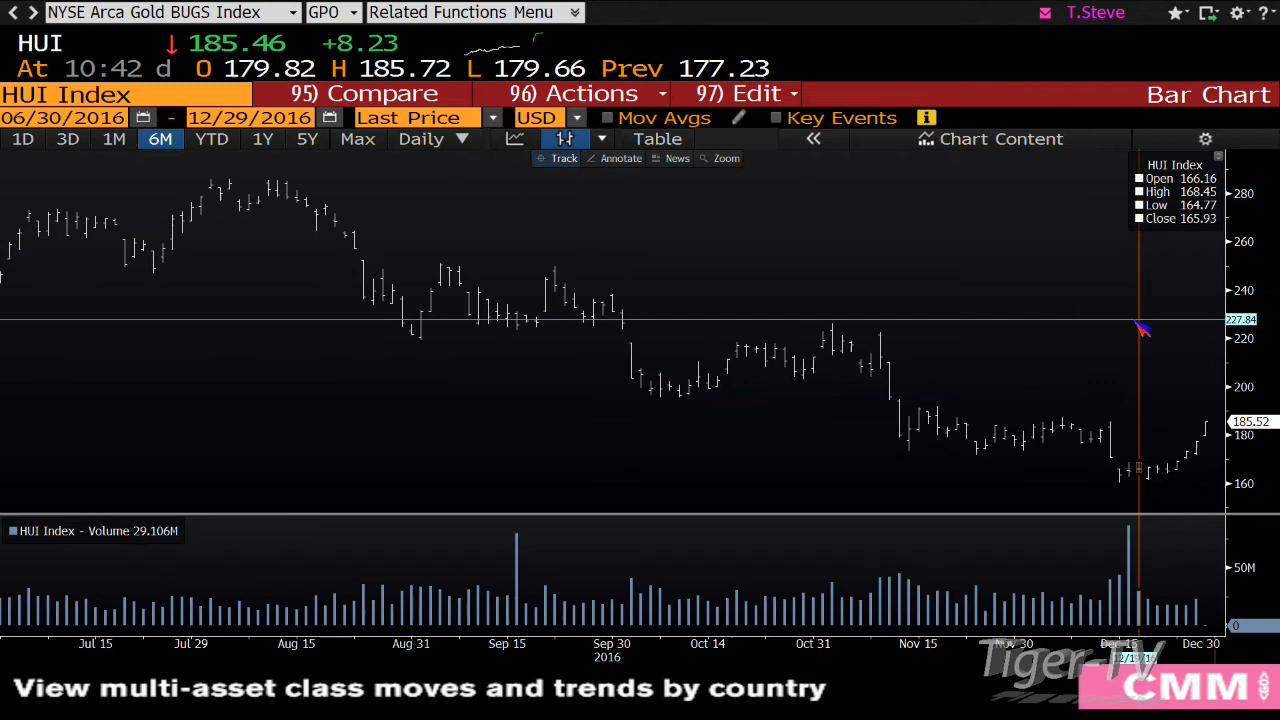 NYSE Arca Gold BUGS Index GPO Related Functions Menu T.Steve
HUI 185.46 +8.23
At 10:42 d O 179.82 H 185.72 L 179.66 Prev 177.23
HUI Index 95) Compare 96) Actions 97) Edit Bar Chart
06/30/2016 - 12/29/2016 Last Price USD Mov Avgs Key Events
1D 3D 1M 6M YTD 1Y 5Y Max Daily Table Chart Content
Track Annotate News Zoom
HUI Index
Open 166.16
High 168.45
Low 164.77
Close 165.93
280
260
240
227.84
220
200
185.52
180
160
HUI Index - Volume 29.106M
50M
0
Jul 15 Jul 29 Aug 15 Aug 31 Sep 15 Sep 30 Oct 14 Oct 31 Nov 15 Nov 30 Dec 15 Dec 30
2016 12/19/16
Tiger-TV
View multi-asset class moves and trends by country
CMM